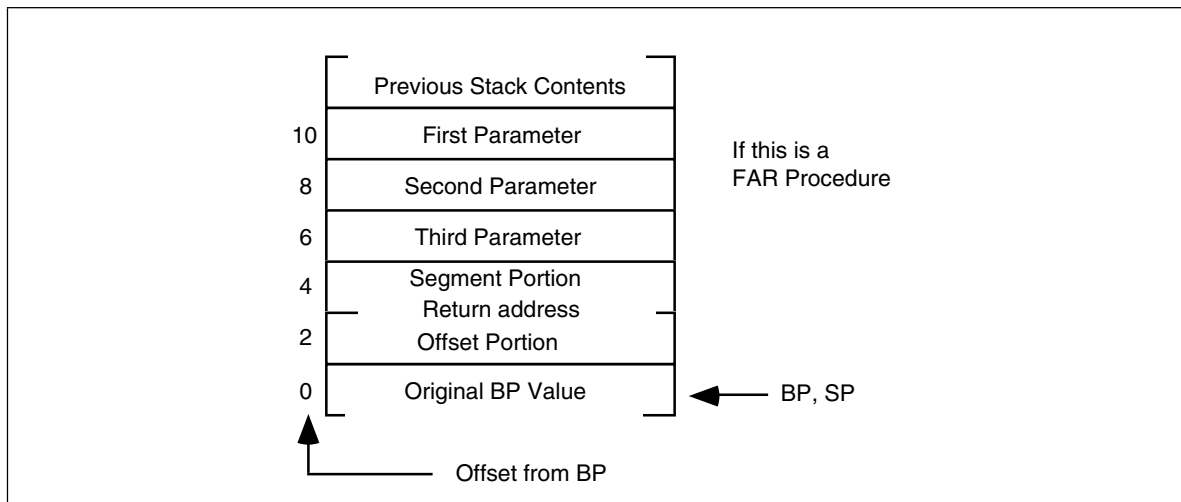 Previous Stack Contents
10 First Parameter
If this is a
FAR Procedure
8 Second Parameter
6 Third Parameter
4 Segment Portion
Return address
2 Offset Portion
0 Original BP Value
BP, SP
Offset from BP